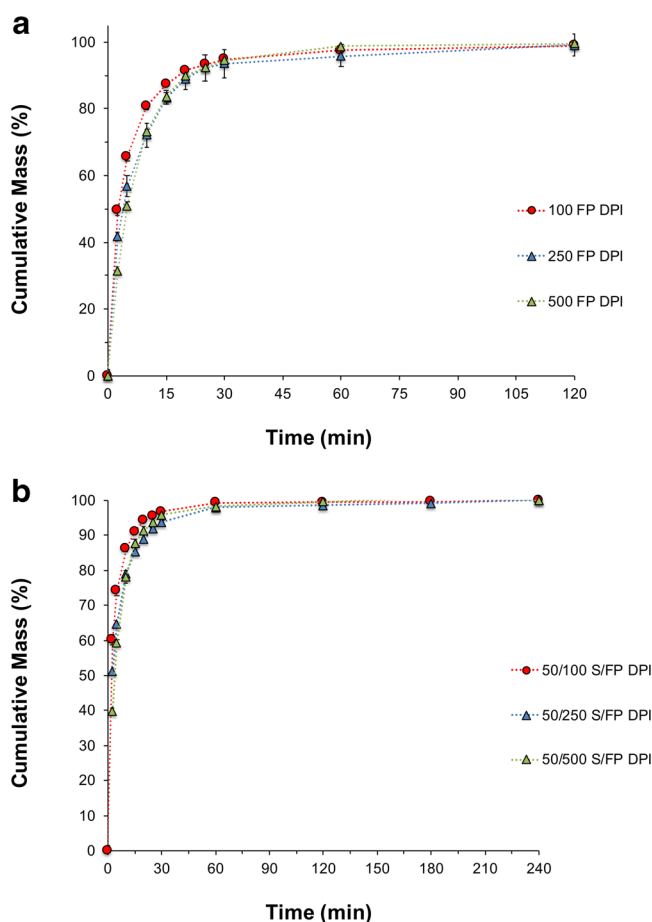 a
Cumulative Mass (%)
100
80
60
40
20
0
0 15 30 45 60 75 90 105 120
Time (min)
100 FP DPI
250 FP DPI
500 FP DPI
b
Cumulative Mass (%)
100
90
80
70
60
50
40
30
20
10
0
0 30 60 90 120 150 180 210 240
Time (min)
50/100 S/FP DPI
50/250 S/FP DPI
50/500 S/FP DPI